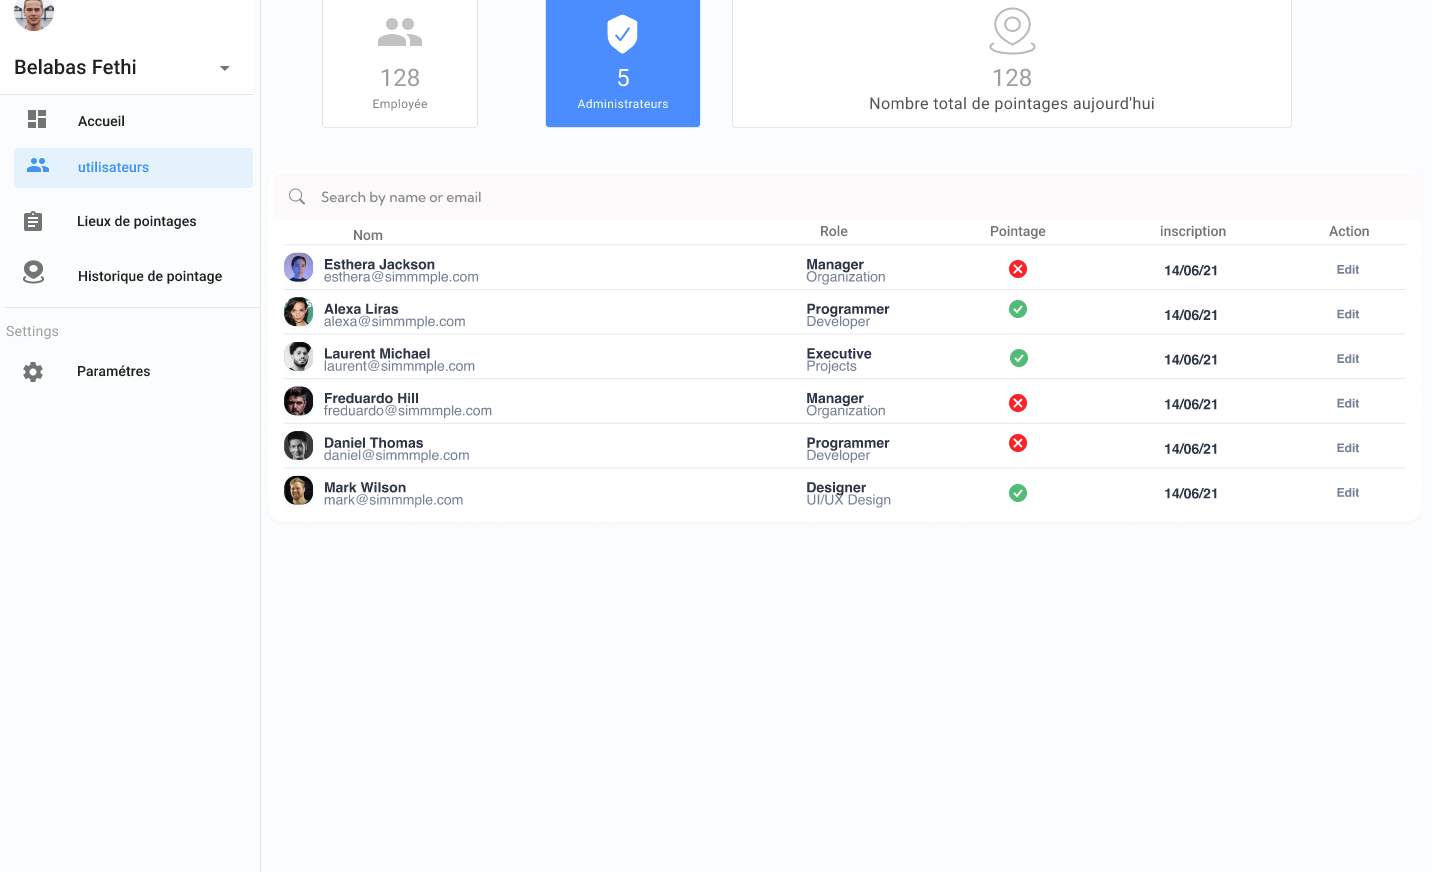 Belabas Fethi
Accueil
utilisateurs
Lieux de pointages
Historique de pointage
Settings
Paramétres
128
Employée
5
Administrateurs
128
Nombre total de pointages aujourd'hui
Search by name or email
Nom Role Pointage inscription Action
Esthera Jackson Manager 14/06/21 Edit
esthera@simmmple.com Organization
Alexa Liras Programmer 14/06/21 Edit
alexa@simmmple.com Developer
Laurent Michael Executive 14/06/21 Edit
laurent@simmmple.com Projects
Freduardo Hill Manager 14/06/21 Edit
freduardo@simmmple.com Organization
Daniel Thomas Programmer 14/06/21 Edit
daniel@simmmple.com Developer
Mark Wilson Designer 14/06/21 Edit
mark@simmmple.com UI/UX Design